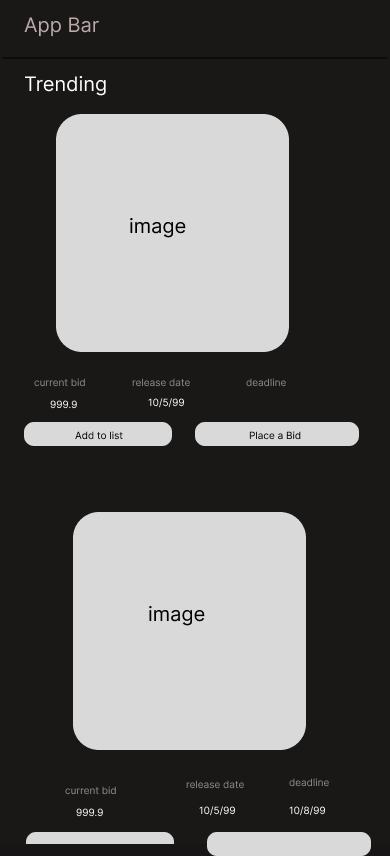 App Bar
Trending
image
current bid release date deadline
999.9 10/5/99
Add to list Place a Bid
image
current bid release date deadline
999.9 10/5/99 10/8/99